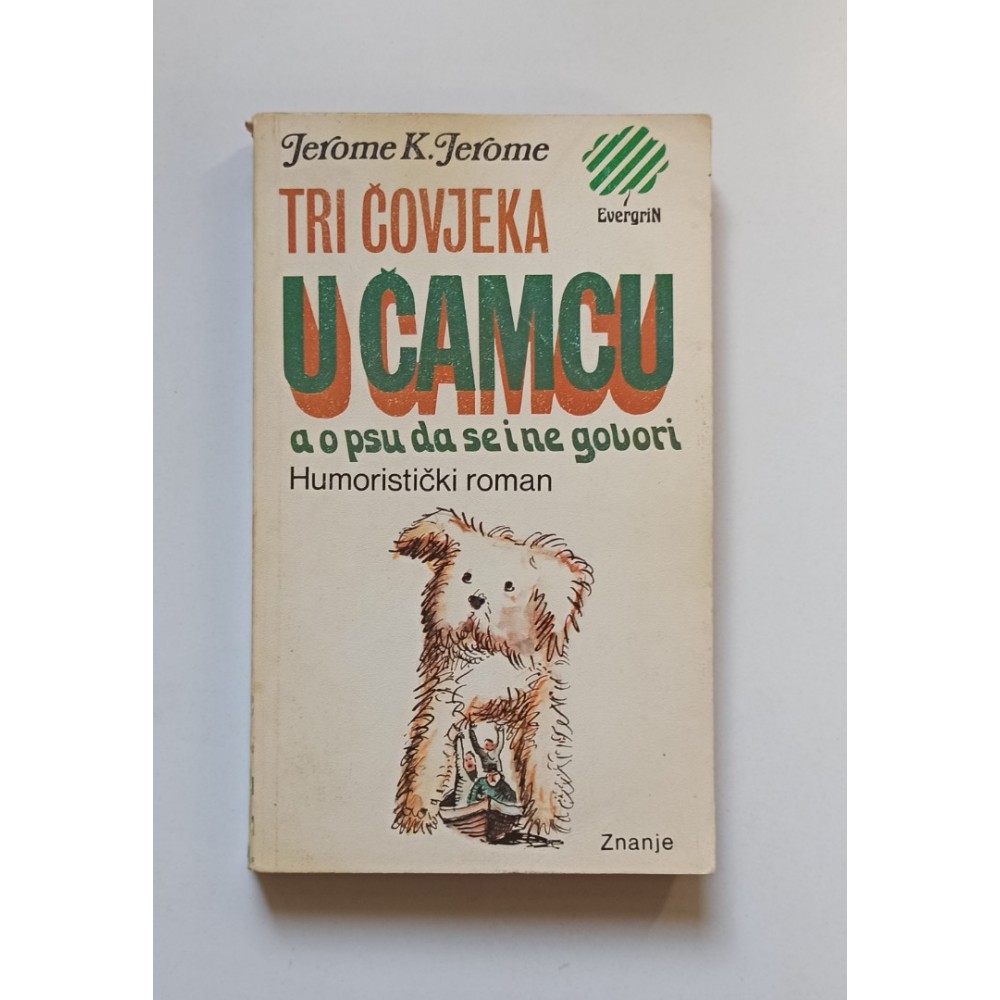 Jerome K. Jerome
EvergriN
TRI ČOVJEKA
U ČAMCU
a o psu da se i ne govori
Humoristički roman
Znanje